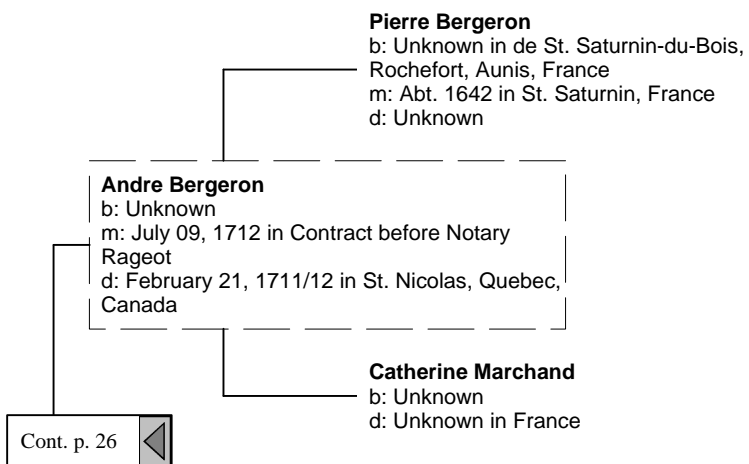 Pierre Bergeron
b: Unknown in de St. Saturnin-du-Bois,
Rochefort, Aunis, France
m: Abt. 1642 in St. Saturnin, France
d: Unknown
Andre Bergeron
b: Unknown
m: July 09, 1712 in Contract before Notary
Rageot
d: February 21, 1711/12 in St. Nicolas, Quebec,
Canada
Catherine Marchand
b: Unknown
d: Unknown in France
Cont. p. 26